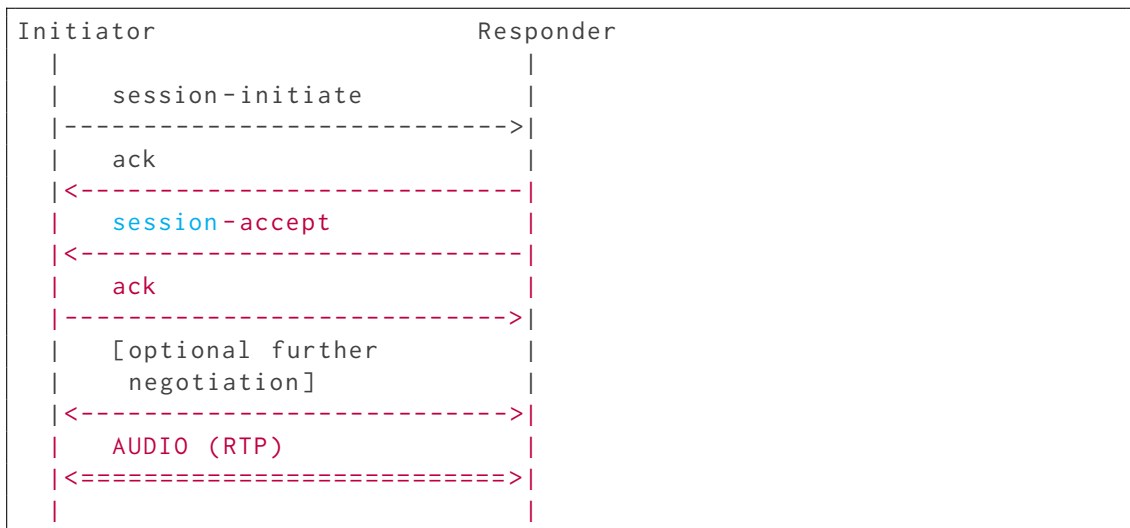 Initiator                    Responder
  |                              |
  |   session-initiate           |
  |---------------------------->|
  |   ack                        |
  |<----------------------------|
  |   session-accept             |
  |<----------------------------|
  |   ack                        |
  |---------------------------->|
  |   [optional further          |
  |    negotiation]              |
  |<--------------------------->|
  |   AUDIO (RTP)                |
  |<===========================>|
  |                              |